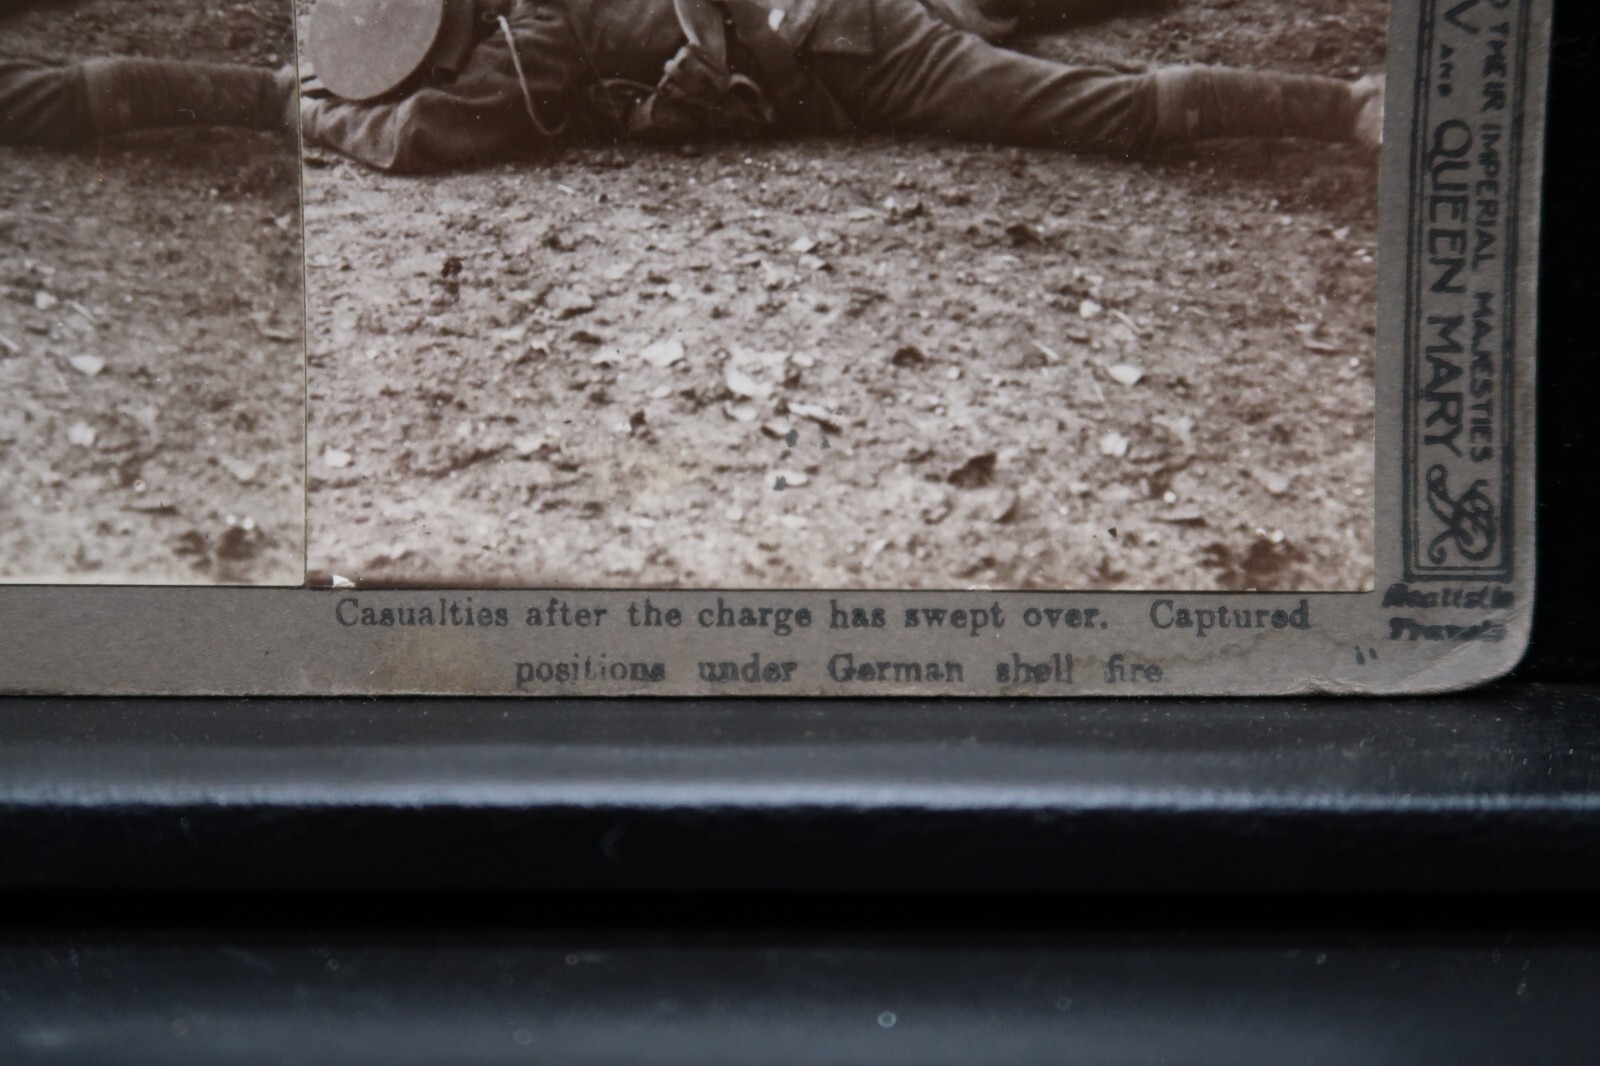 Casualties after the charge has swept over. Captured
positions under German shell fire
THEIR IMPERIAL MAJESTIES
V AND QUEEN MARY
Realistic
Travels